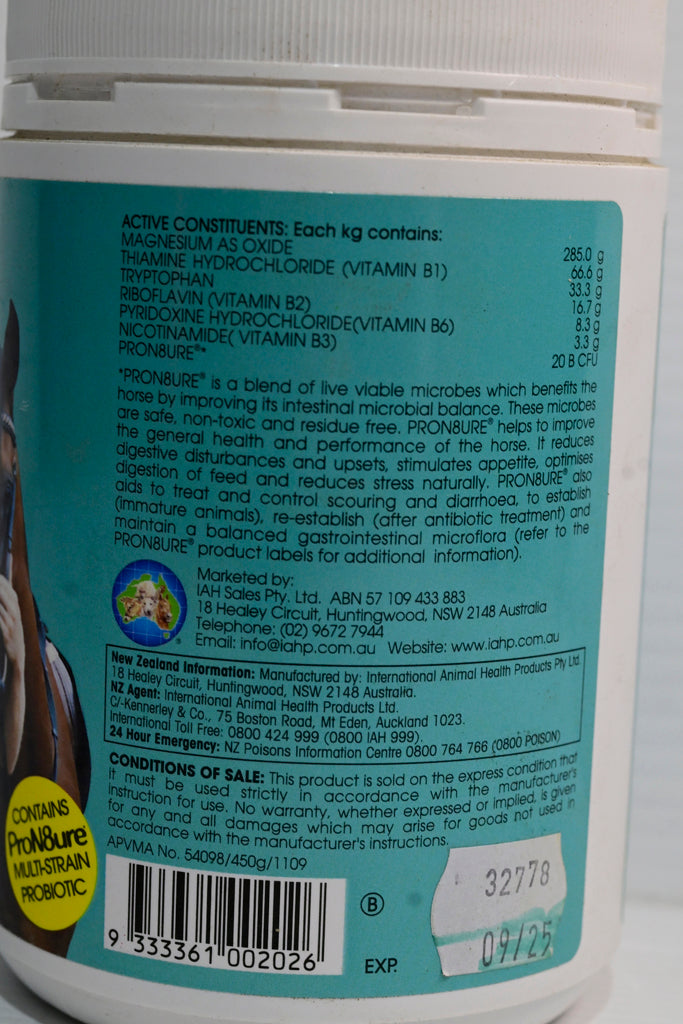 ACTIVE CONSTITUENTS: Each kg contains:
MAGNESIUM AS OXIDE 285.0 g
THIAMINE HYDROCHLORIDE (VITAMIN B1) 66.6 g
TRYPTOPHAN 33.3 g
RIBOFLAVIN (VITAMIN B2) 16.7 g
PYRIDOXINE HYDROCHLORIDE(VITAMIN B6) 8.3 g
NICOTINAMIDE( VITAMIN B3) 3.3 g
PRON8URE®* 20 B CFU
*PRON8URE® is a blend of live viable microbes which benefits the
horse by improving its intestinal microbial balance. These microbes
are safe, non-toxic and residue free. PRON8URE® helps to improve
the general health and performance of the horse. It reduces
digestive disturbances and upsets, stimulates appetite, optimises
digestion of feed and reduces stress naturally. PRON8URE® also
aids to treat and control scouring and diarrhoea, to establish
(immature animals), re-establish (after antibiotic treatment) and
maintain a balanced gastrointestinal microflora (refer to the
PRON8URE® product labels for additional information).
Marketed by:
IAH Sales Pty. Ltd. ABN 57 109 433 883
18 Healey Circuit, Huntingwood, NSW 2148 Australia
Telephone: (02) 9672 7944
Email: info@iahp.com.au Website: www.iahp.com.au
New Zealand Information: Manufactured by: International Animal Health Products Pty Ltd.
18 Healey Circuit, Huntingwood, NSW 2148 Australia.
NZ Agent: International Animal Health Products Ltd.
C/-Kennerley & Co., 75 Boston Road, Mt Eden, Auckland 1023.
International Toll Free: 0800 424 999 (0800 IAH 999).
24 Hour Emergency: NZ Poisons Information Centre 0800 764 766 (0800 POISON)
CONDITIONS OF SALE: This product is sold on the express condition that
it must be used strictly in accordance with the manufacturer's
instruction for use. No warranty, whether expressed or implied, is given
for any and all damages which may arise for goods not used in
accordance with the manufacturer's instructions.
APVMA No. 54098/450g/1109
CONTAINS
ProN8ure®
MULTI-STRAIN
PROBIOTIC
9 333361 002026
B
EXP.
32778
09/25